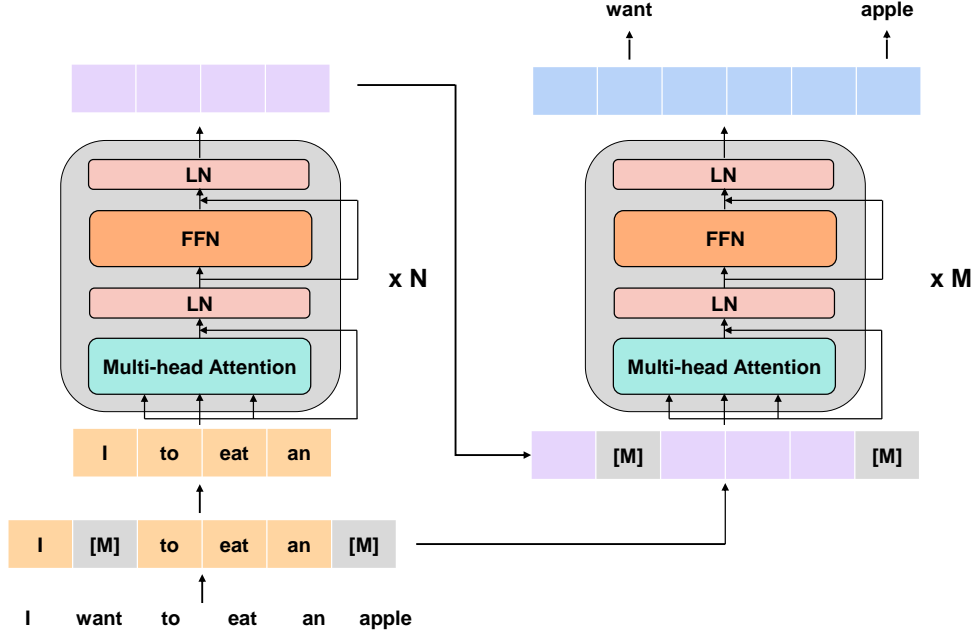 want apple
LN
FFN
x N
LN
Multi-head Attention
I to eat an
I [M] to eat an [M]
I want to eat an apple
LN
FFN
x M
LN
Multi-head Attention
[M] [M]